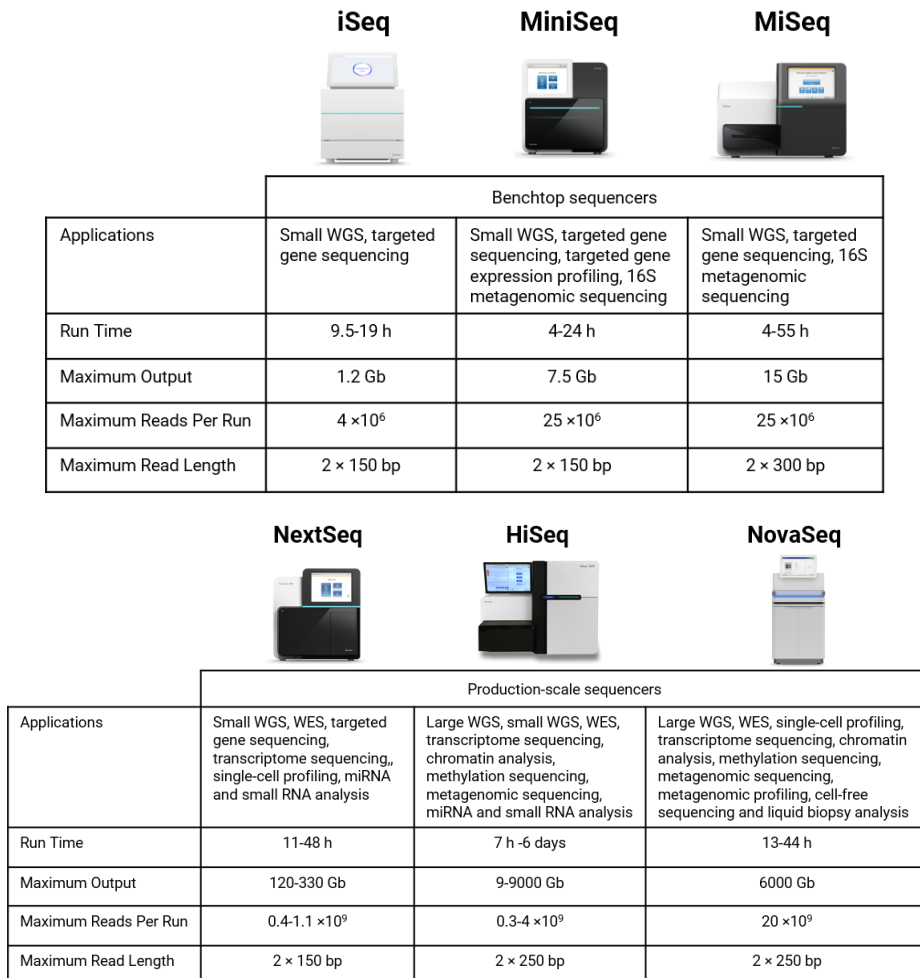 iSeq MiniSeq MiSeq
Benchtop sequencers
Applications
Small WGS, targeted
gene sequencing
Small WGS, targeted gene
sequencing, targeted gene
expression profiling, 16S
metagenomic sequencing
Small WGS, targeted
gene sequencing, 16S
metagenomic
sequencing
Run Time 9.5-19 h 4-24 h 4-55 h
Maximum Output 1.2 Gb 7.5 Gb 15 Gb
Maximum Reads Per Run 4 ×10⁶ 25 ×10⁶ 25 ×10⁶
Maximum Read Length 2 × 150 bp 2 × 150 bp 2 × 300 bp
NextSeq HiSeq NovaSeq
Production-scale sequencers
Applications
Small WGS, WES, targeted
gene sequencing,
transcriptome sequencing,,
single-cell profiling, miRNA
and small RNA analysis
Large WGS, small WGS, WES,
transcriptome sequencing,
chromatin analysis,
methylation sequencing,
metagenomic sequencing,
miRNA and small RNA analysis
Large WGS, WES, single-cell profiling,
transcriptome sequencing, chromatin
analysis, methylation sequencing,
metagenomic sequencing,
metagenomic profiling, cell-free
sequencing and liquid biopsy analysis
Run Time 11-48 h 7 h -6 days 13-44 h
Maximum Output 120-330 Gb 9-9000 Gb 6000 Gb
Maximum Reads Per Run 0.4-1.1 ×10⁹ 0.3-4 ×10⁹ 20 ×10⁹
Maximum Read Length 2 × 150 bp 2 × 250 bp 2 × 250 bp